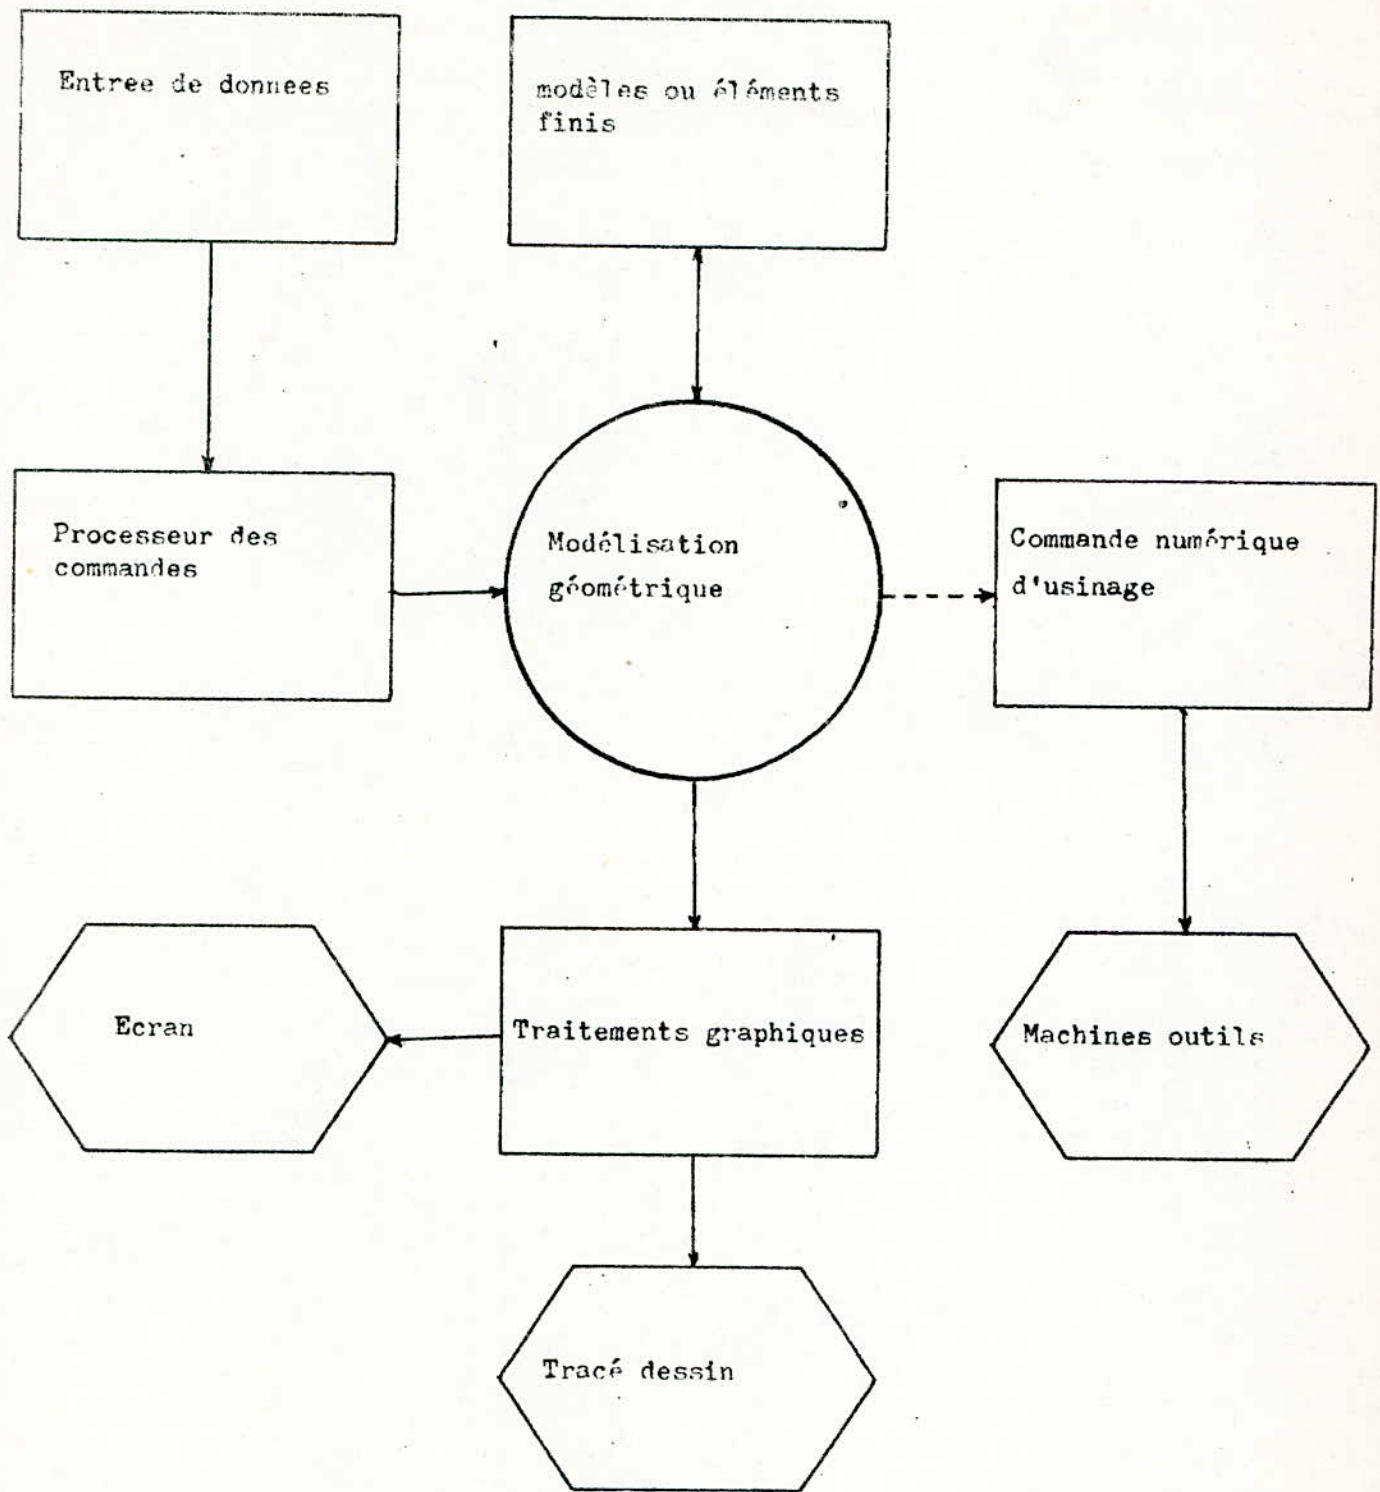 Entree de donnees
modèles ou éléments
finis
Processeur des
commandes
Modélisation
géométrique
Commande numérique
d'usinage
Ecran
Traitements graphiques
Machines outils
Tracé dessin